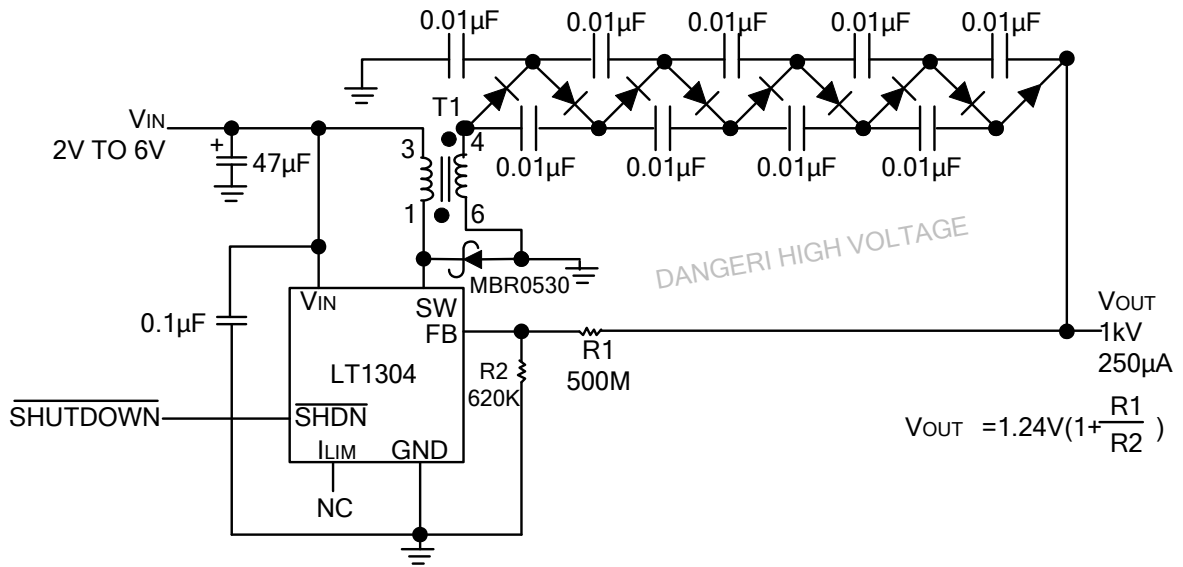 0.01µF
0.01µF
0.01µF
0.01µF
0.01µF
T1
VIN
2V TO 6V
+
47µF
3
4
0.01µF
0.01µF
0.01µF
0.01µF
1
6
DANGERI HIGH VOLTAGE
MBR0530
VIN
SW
FB
0.1µF
LT1304
R2
620K
R1
500M
VOUT
1kV
250µA
SHUTDOWN
SHDN
ILIM
GND
NC
VOUT =1.24V(1+R1/R2)